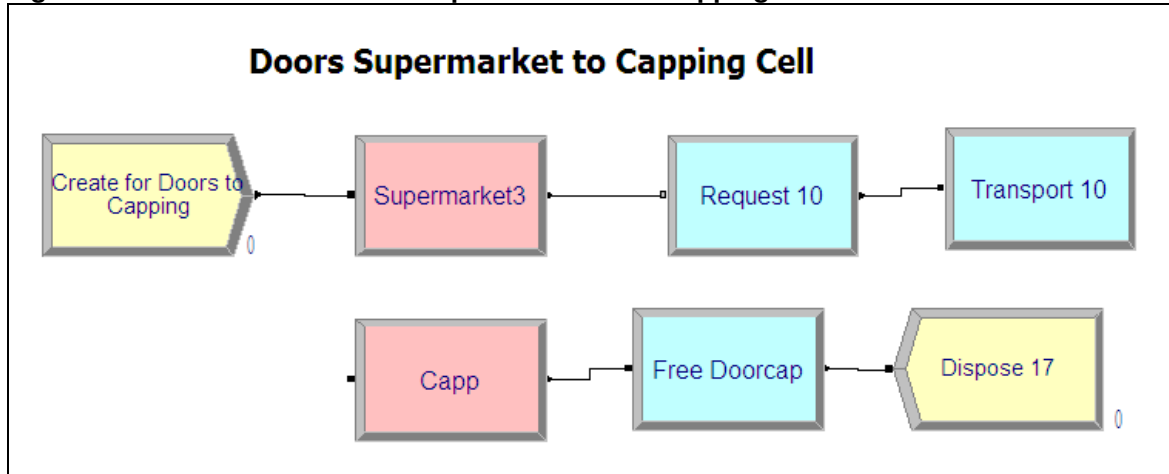 Doors Supermarket to Capping Cell
Create for Doors to
Capping
0
Supermarket3
Request 10
Transport 10
Capp
Free Doorcap
Dispose 17
0